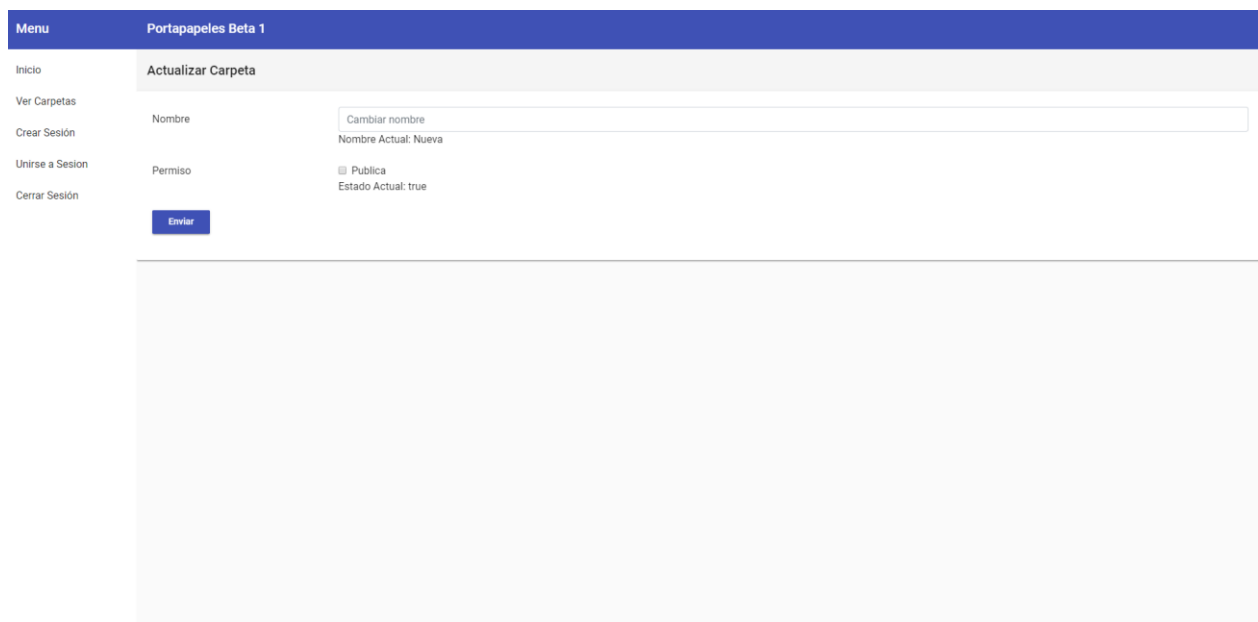 Menu
Portapapeles Beta 1
Inicio
Ver Carpetas
Crear Sesión
Unirse a Sesion
Cerrar Sesión
Actualizar Carpeta
Nombre
Cambiar nombre
Nombre Actual: Nueva
Permiso
Publica
Estado Actual: true
Enviar